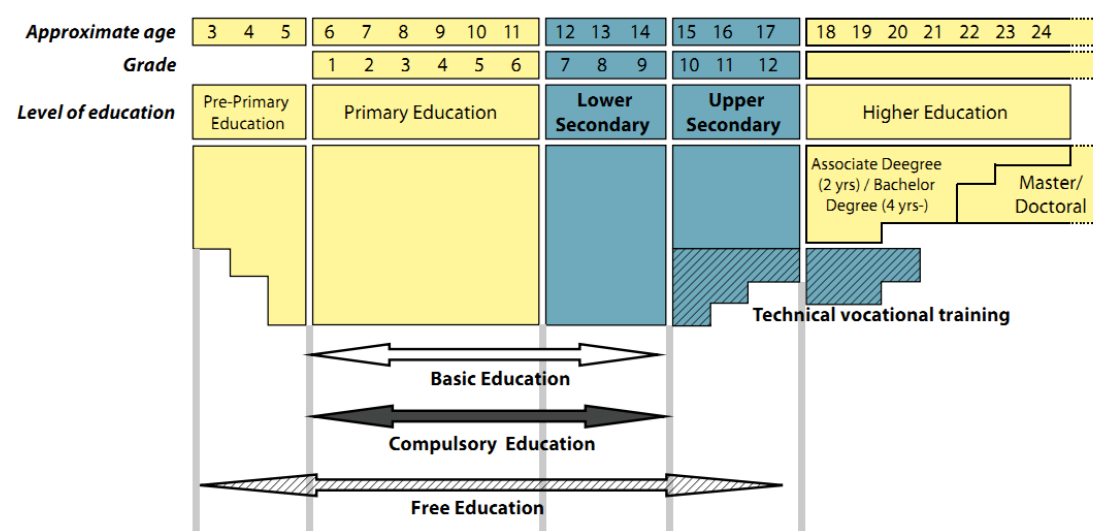 Approximate age 3 4 5 6 7 8 9 10 11 12 13 14 15 16 17 18 19 20 21 22 23 24
Grade 1 2 3 4 5 6 7 8 9 10 11 12
Level of education
Pre-Primary
Education
Primary Education
Lower
Secondary
Upper
Secondary
Higher Education
Associate Deegree
(2 yrs) / Bachelor
Degree (4 yrs-)
Master/
Doctoral
Technical vocational training
Basic Education
Compulsory Education
Free Education